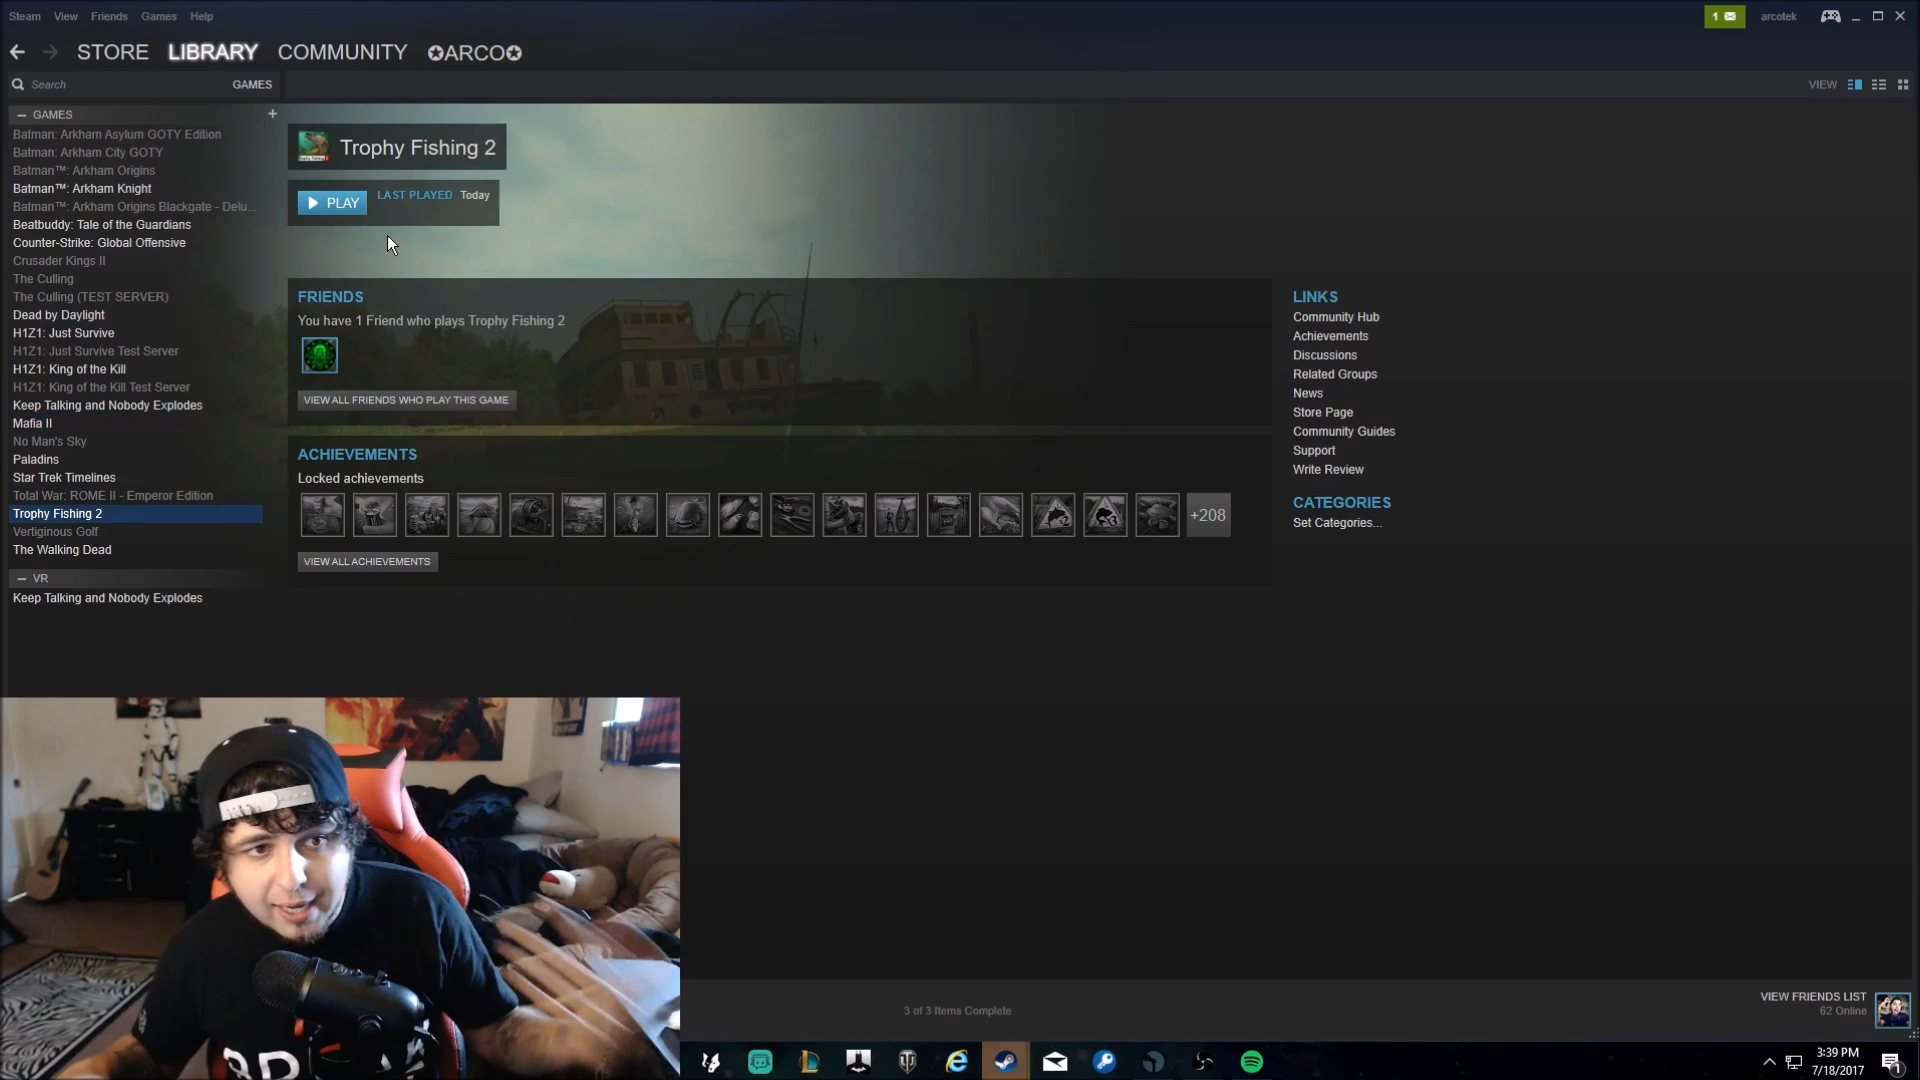 Steam View Friends Games Help
1 arcotek
STORE LIBRARY COMMUNITY ✪ARCO✪
Search GAMES VIEW
GAMES +
Batman: Arkham Asylum GOTY Edition
Batman: Arkham City GOTY
Batman™: Arkham Origins
Batman™: Arkham Knight
Batman™: Arkham Origins Blackgate - Delu...
Beatbuddy: Tale of the Guardians
Counter-Strike: Global Offensive
Crusader Kings II
The Culling
The Culling (TEST SERVER)
Dead by Daylight
H1Z1: Just Survive
H1Z1: Just Survive Test Server
H1Z1: King of the Kill
H1Z1: King of the Kill Test Server
Keep Talking and Nobody Explodes
Mafia II
No Man's Sky
Paladins
Star Trek Timelines
Total War: ROME II - Emperor Edition
Trophy Fishing 2
Vertiginous Golf
The Walking Dead
VR
Keep Talking and Nobody Explodes
Trophy Fishing 2
PLAY LAST PLAYED Today
FRIENDS
You have 1 Friend who plays Trophy Fishing 2
VIEW ALL FRIENDS WHO PLAY THIS GAME
ACHIEVEMENTS
Locked achievements
+208
VIEW ALL ACHIEVEMENTS
LINKS
Community Hub
Achievements
Discussions
Related Groups
News
Store Page
Community Guides
Support
Write Review
CATEGORIES
Set Categories...
3 of 3 Items Complete
VIEW FRIENDS LIST
62 Online
3:39 PM
7/18/2017
1